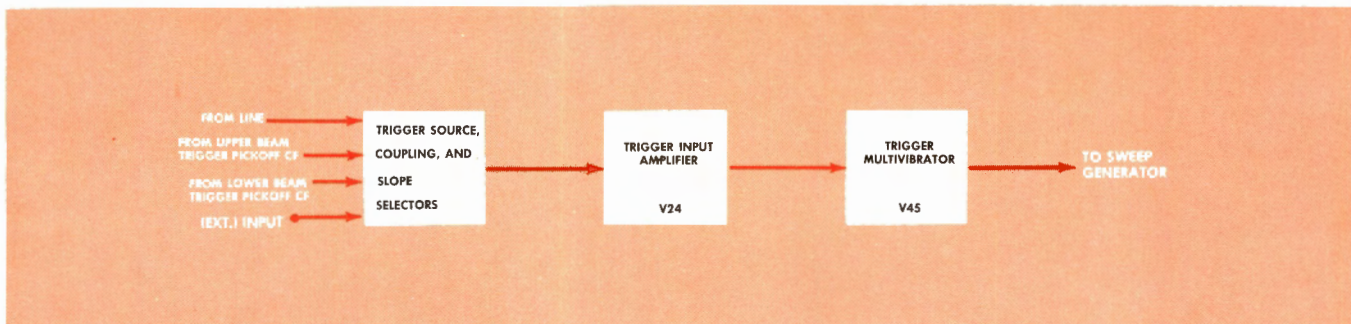 FROM LINE
FROM UPPER BEAM
TRIGGER PICKOFF CF
FROM LOWER BEAM
TRIGGER PICKOFF CF
(EXT.) INPUT
TRIGGER SOURCE,
COUPLING, AND
SLOPE
SELECTORS
TRIGGER INPUT
AMPLIFIER
V24
TRIGGER
MULTIVIBRATOR
V45
TO SWEEP
GENERATOR